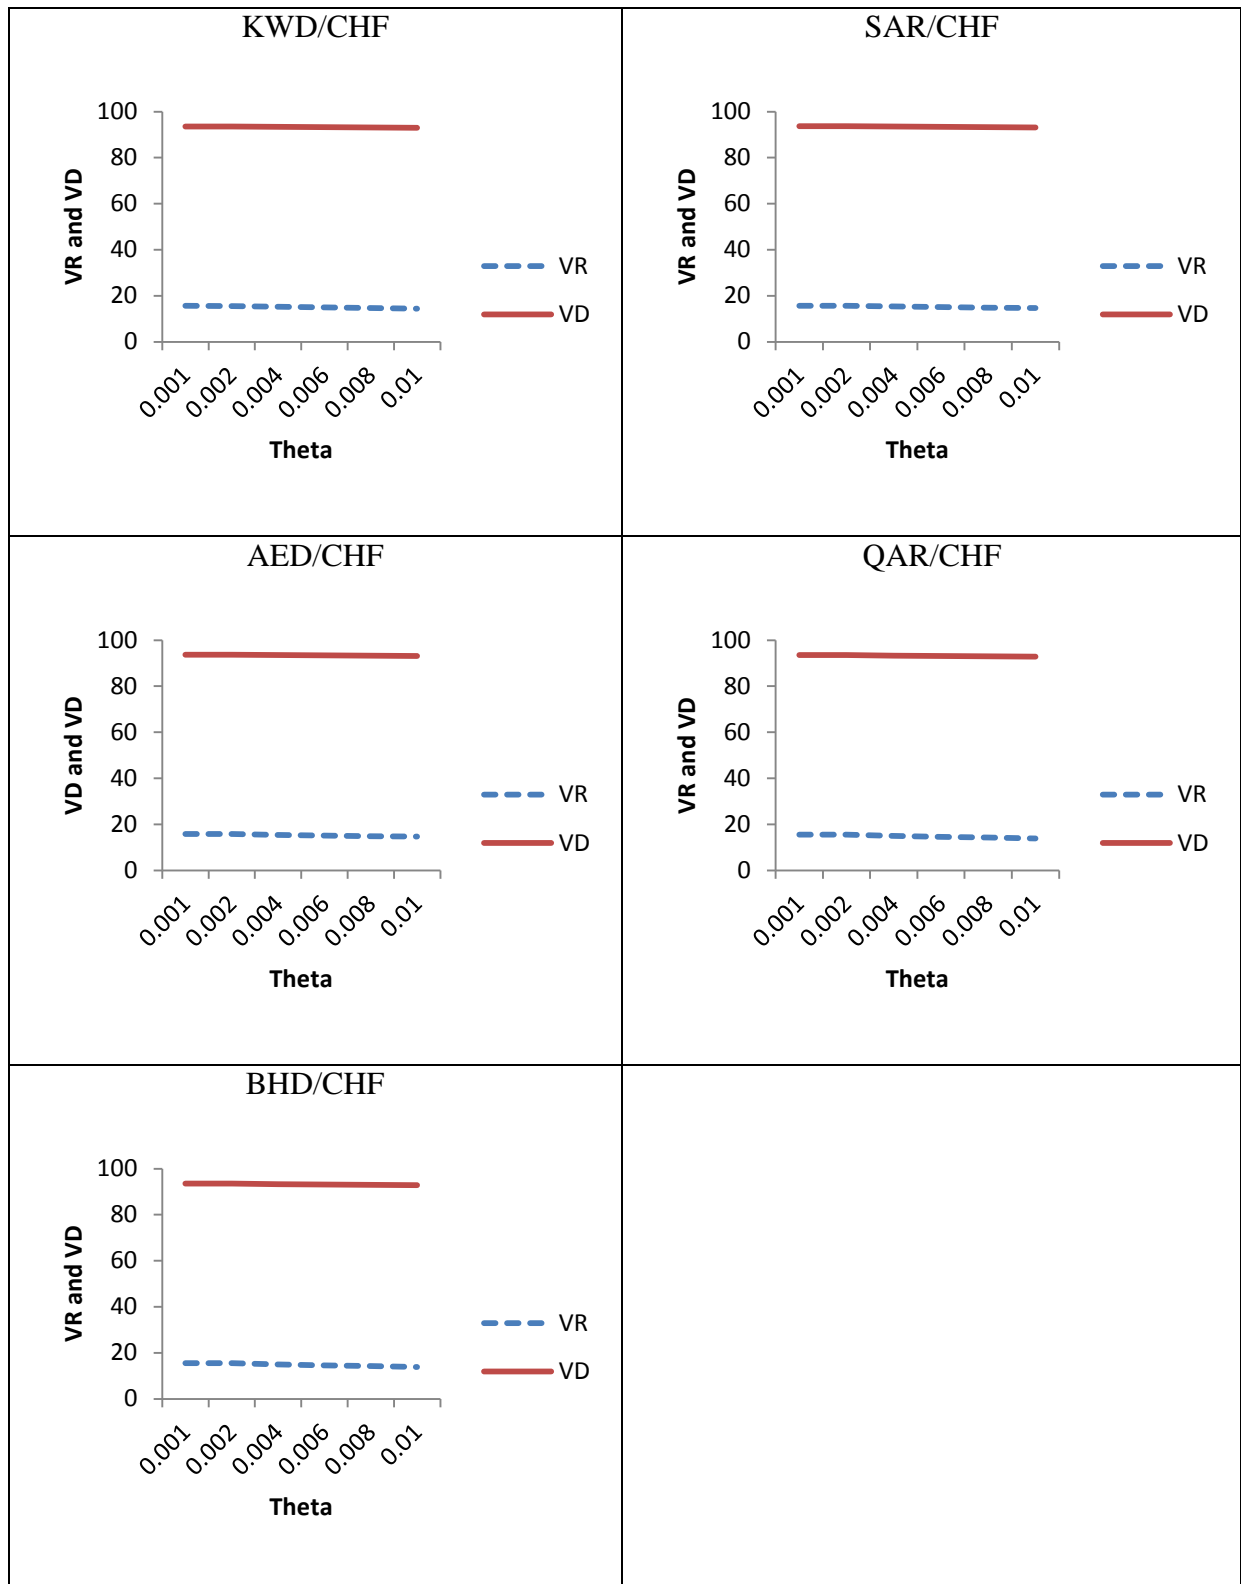 KWD/CHF
VR and VD
100
80
60
40
20
0
0.001
0.002
0.004
0.006
0.008
0.01
Theta
VR
VD
SAR/CHF
VR and VD
100
80
60
40
20
0
0.001
0.002
0.004
0.006
0.008
0.01
Theta
VR
VD
AED/CHF
VD and VD
100
80
60
40
20
0
0.001
0.002
0.004
0.006
0.008
0.01
Theta
VR
VD
QAR/CHF
VR and VD
100
80
60
40
20
0
0.001
0.002
0.004
0.006
0.008
0.01
Theta
VR
VD
BHD/CHF
VR and VD
100
80
60
40
20
0
0.001
0.002
0.004
0.006
0.008
0.01
Theta
VR
VD